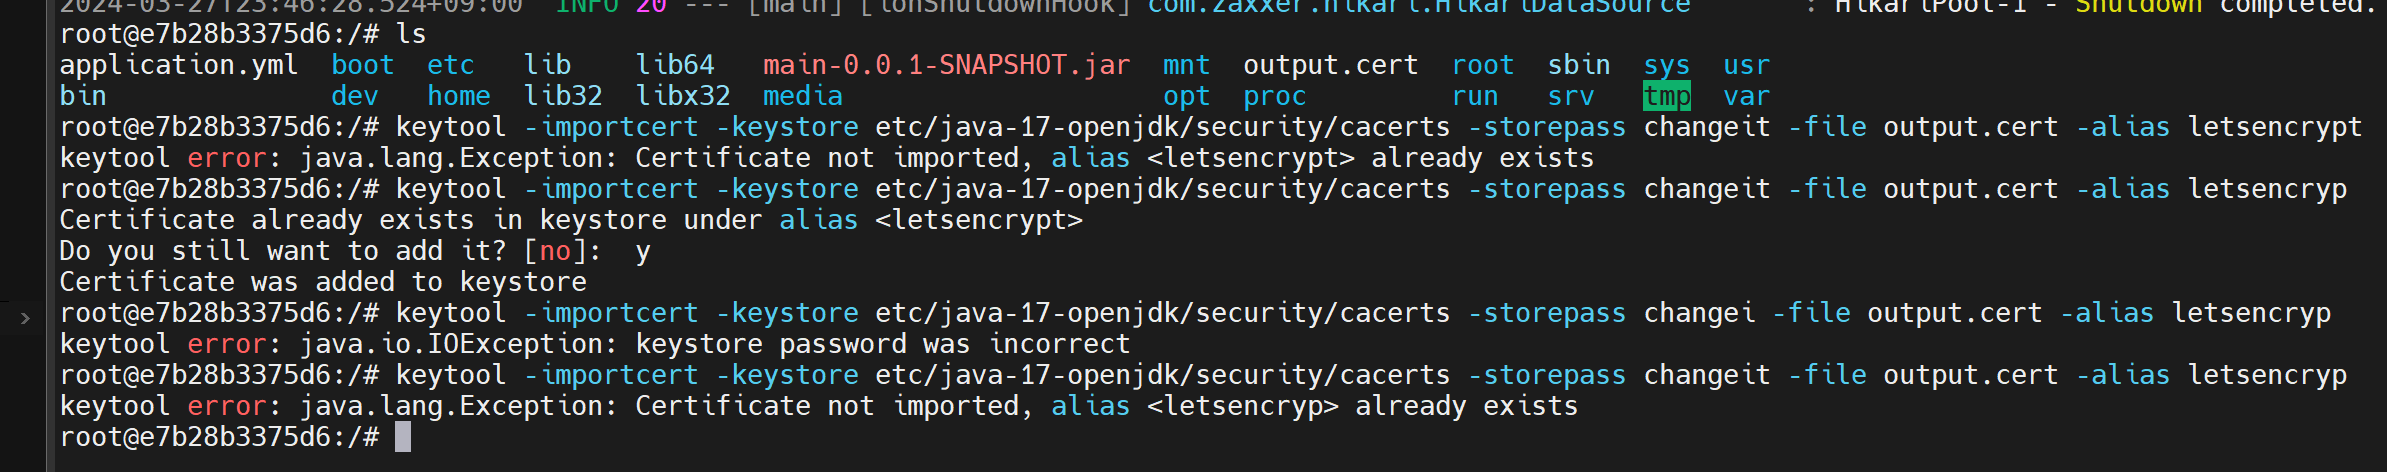 2024-03-27T23:46:28.524+09:00  INFO 20 --- [main] [ionShutdownHook] com.zaxxer.hikari.HikariDataSource       : HikariPool-1 - Shutdown completed.
root@e7b28b3375d6:/# ls
application.yml  boot  etc   lib    lib64   main-0.0.1-SNAPSHOT.jar  mnt  output.cert  root  sbin  sys  usr
bin              dev   home  lib32  libx32  media                    opt  proc         run   srv   tmp  var
root@e7b28b3375d6:/# keytool -importcert -keystore etc/java-17-openjdk/security/cacerts -storepass changeit -file output.cert -alias letsencrypt
keytool error: java.lang.Exception: Certificate not imported, alias <letsencrypt> already exists
root@e7b28b3375d6:/# keytool -importcert -keystore etc/java-17-openjdk/security/cacerts -storepass changeit -file output.cert -alias letsencryp
Certificate already exists in keystore under alias <letsencrypt>
Do you still want to add it? [no]:  y
Certificate was added to keystore
root@e7b28b3375d6:/# keytool -importcert -keystore etc/java-17-openjdk/security/cacerts -storepass changei -file output.cert -alias letsencryp
keytool error: java.io.IOException: keystore password was incorrect
root@e7b28b3375d6:/# keytool -importcert -keystore etc/java-17-openjdk/security/cacerts -storepass changeit -file output.cert -alias letsencryp
keytool error: java.lang.Exception: Certificate not imported, alias <letsencryp> already exists
root@e7b28b3375d6:/#